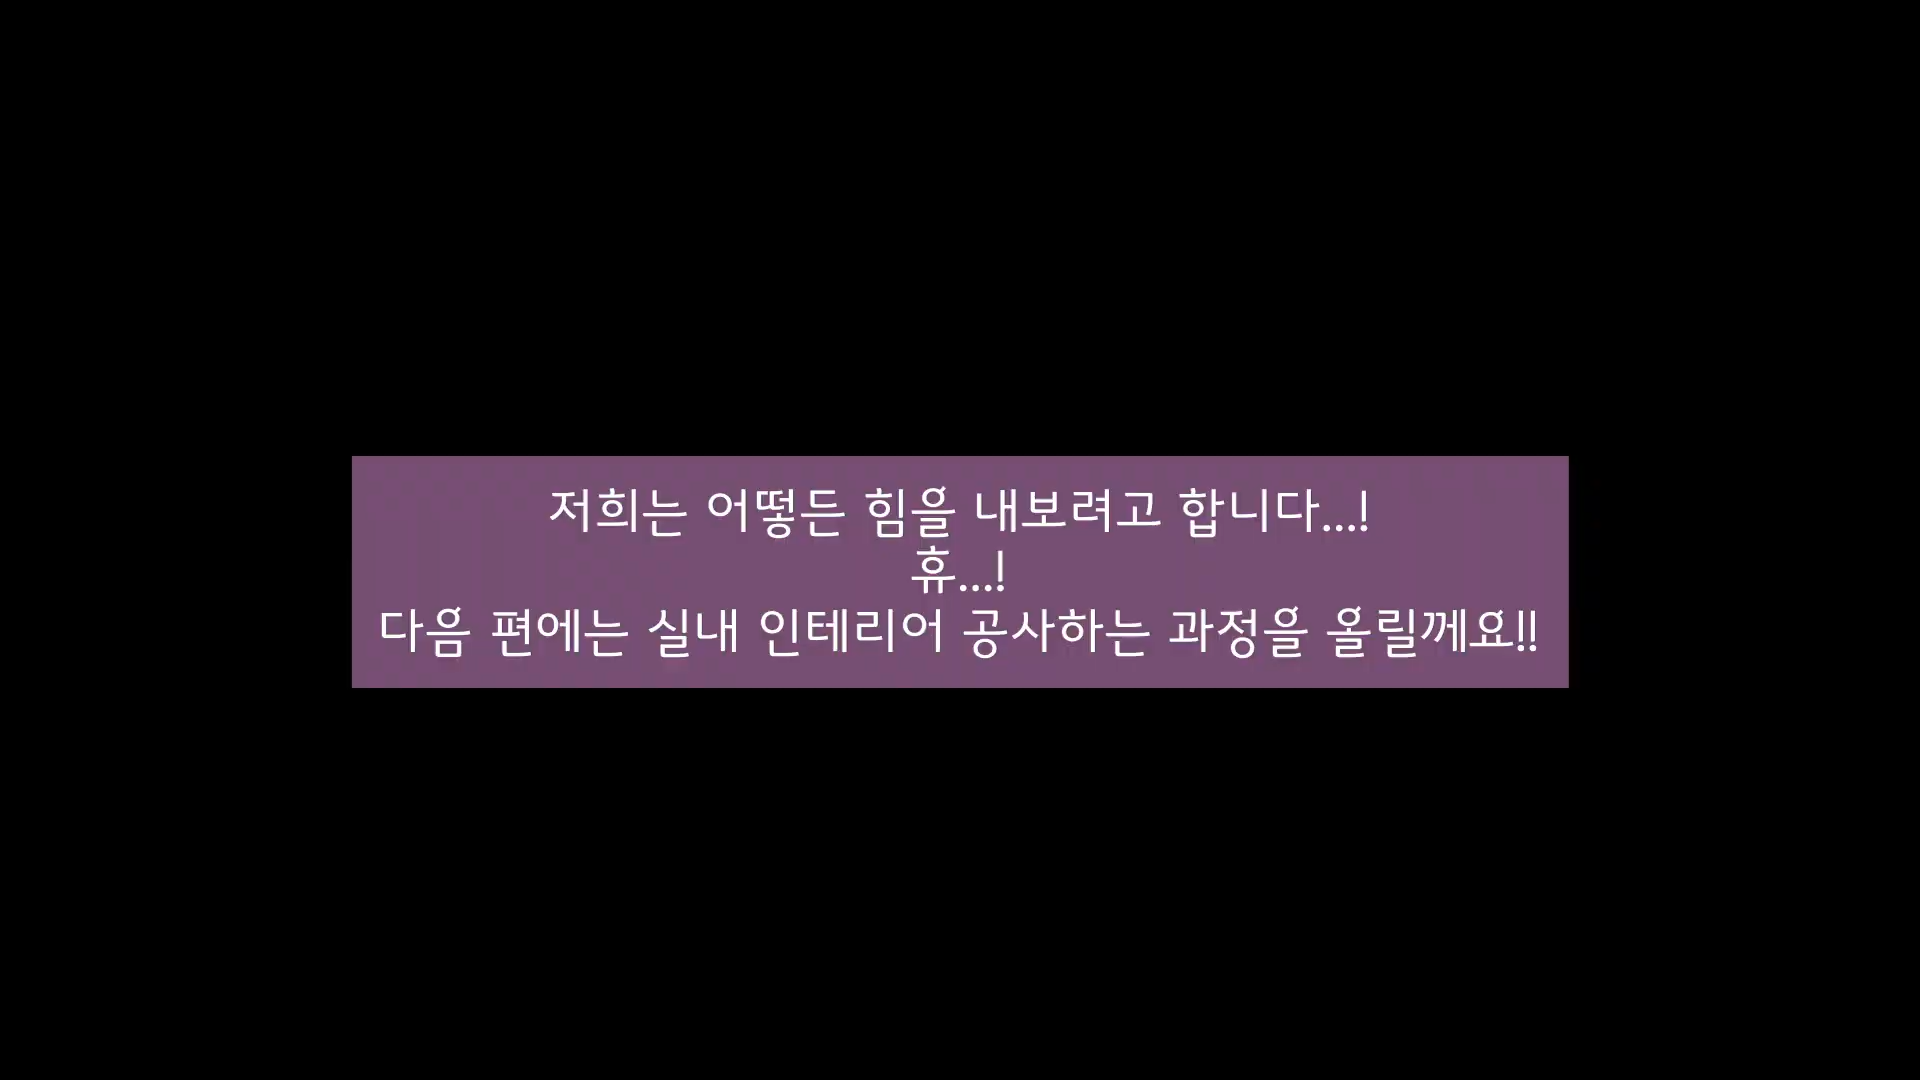 저희는 어떻든 힘을 내보려고 합니다...!
휴...!
다음 편에는 실내 인테리어 공사하는 과정을 올릴께요!!